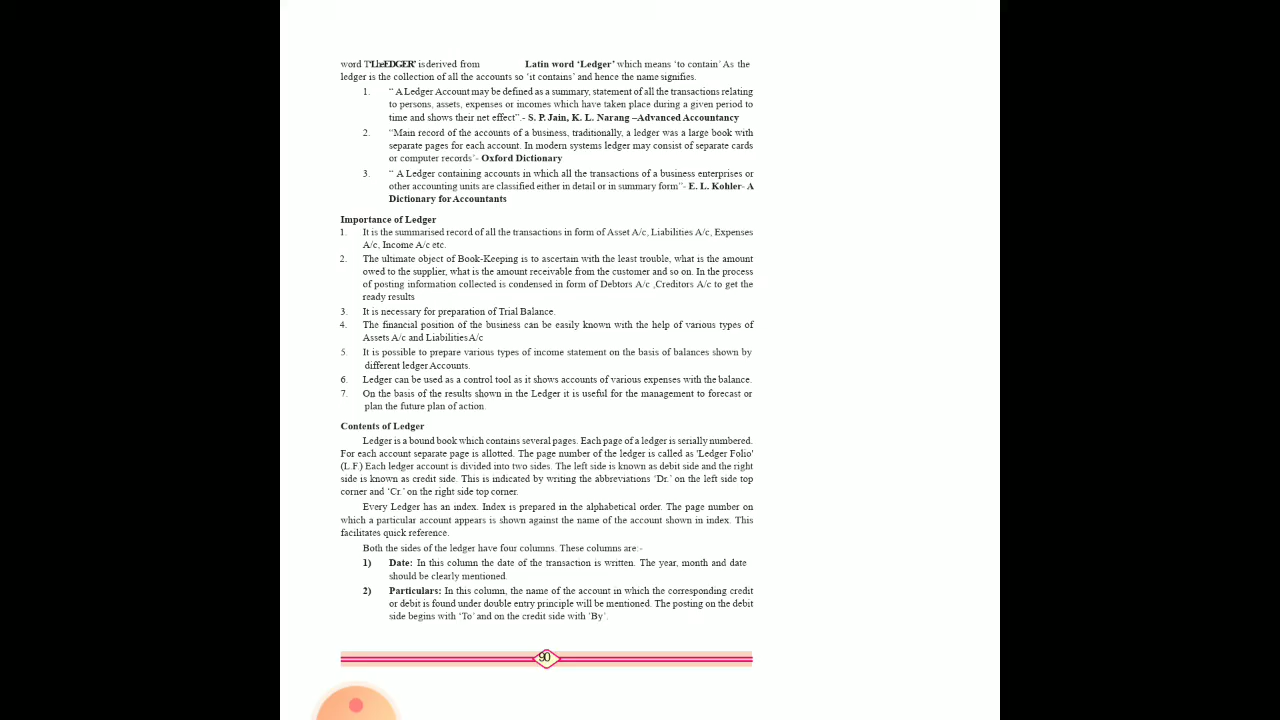 word T'LheEDGER' is derived from Latin word 'Ledger' which means 'to contain' As the
ledger is the collection of all the accounts so 'it contains' and hence the name signifies.
1. " A Ledger Account may be defined as a summary, statement of all the transactions relating
to persons, assets, expenses or incomes which have taken place during a given period to
time and shows their net effect".- S. P. Jain, K. L. Narang –Advanced Accountancy
2. "Main record of the accounts of a business, traditionally, a ledger was a large book with
separate pages for each account. In modern systems ledger may consist of separate cards
or computer records'- Oxford Dictionary
3. " A Ledger containing accounts in which all the transactions of a business enterprises or
other accounting units are classified either in detail or in summary form"- E. L. Kohler- A
Dictionary for Accountants
Importance of Ledger
1. It is the summarised record of all the transactions in form of Asset A/c, Liabilities A/c, Expenses
A/c, Income A/c etc.
2. The ultimate object of Book-Keeping is to ascertain with the least trouble, what is the amount
owed to the supplier, what is the amount receivable from the customer and so on. In the process
of posting information collected is condensed in form of Debtors A/c ,Creditors A/c to get the
ready results
3. It is necessary for preparation of Trial Balance.
4. The financial position of the business can be easily known with the help of various types of
Assets A/c and Liabilities A/c
5. It is possible to prepare various types of income statement on the basis of balances shown by
different ledger Accounts.
6. Ledger can be used as a control tool as it shows accounts of various expenses with the balance.
7. On the basis of the results shown in the Ledger it is useful for the management to forecast or
plan the future plan of action.
Contents of Ledger
Ledger is a bound book which contains several pages. Each page of a ledger is serially numbered.
For each account separate page is allotted. The page number of the ledger is called as 'Ledger Folio'
(L.F.) Each ledger account is divided into two sides. The left side is known as debit side and the right
side is known as credit side. This is indicated by writing the abbreviations 'Dr.' on the left side top
corner and 'Cr.' on the right side top corner.
Every Ledger has an index. Index is prepared in the alphabetical order. The page number on
which a particular account appears is shown against the name of the account shown in index. This
facilitates quick reference.
Both the sides of the ledger have four columns. These columns are:-
1) Date: In this column the date of the transaction is written. The year, month and date
should be clearly mentioned.
2) Particulars: In this column, the name of the account in which the corresponding credit
or debit is found under double entry principle will be mentioned. The posting on the debit
side begins with 'To' and on the credit side with 'By'.
90